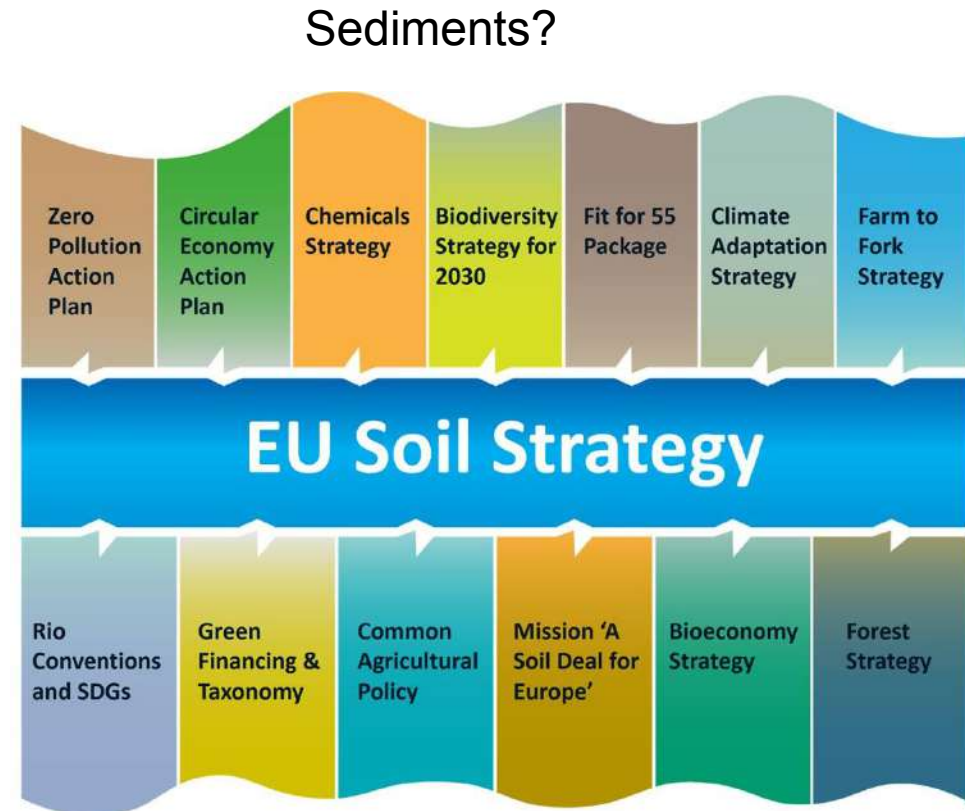 Sediments?
Zero
Pollution
Action
Plan
Circular
Economy
Action
Plan
Chemicals
Strategy
Biodiversity
Strategy for
2030
Fit for 55
Package
Climate
Adaptation
Strategy
Farm to
Fork
Strategy
EU Soil Strategy
Rio
Conventions
and SDGs
Green
Financing &
Taxonomy
Common
Agricultural
Policy
Mission ‘A
Soil Deal for
Europe’
Bioeconomy
Strategy
Forest
Strategy